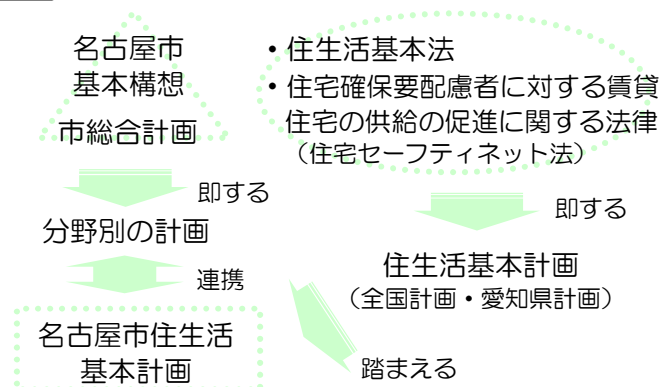 名古屋市
基本構想
市総合計画
・住生活基本法
・住宅確保要配慮者に対する賃貸
住宅の供給の促進に関する法律
（住宅セーフティネット法）
即する
即する
分野別の計画
連携
住生活基本計画
（全国計画・愛知県計画）
名古屋市住生活
基本計画
踏まえる